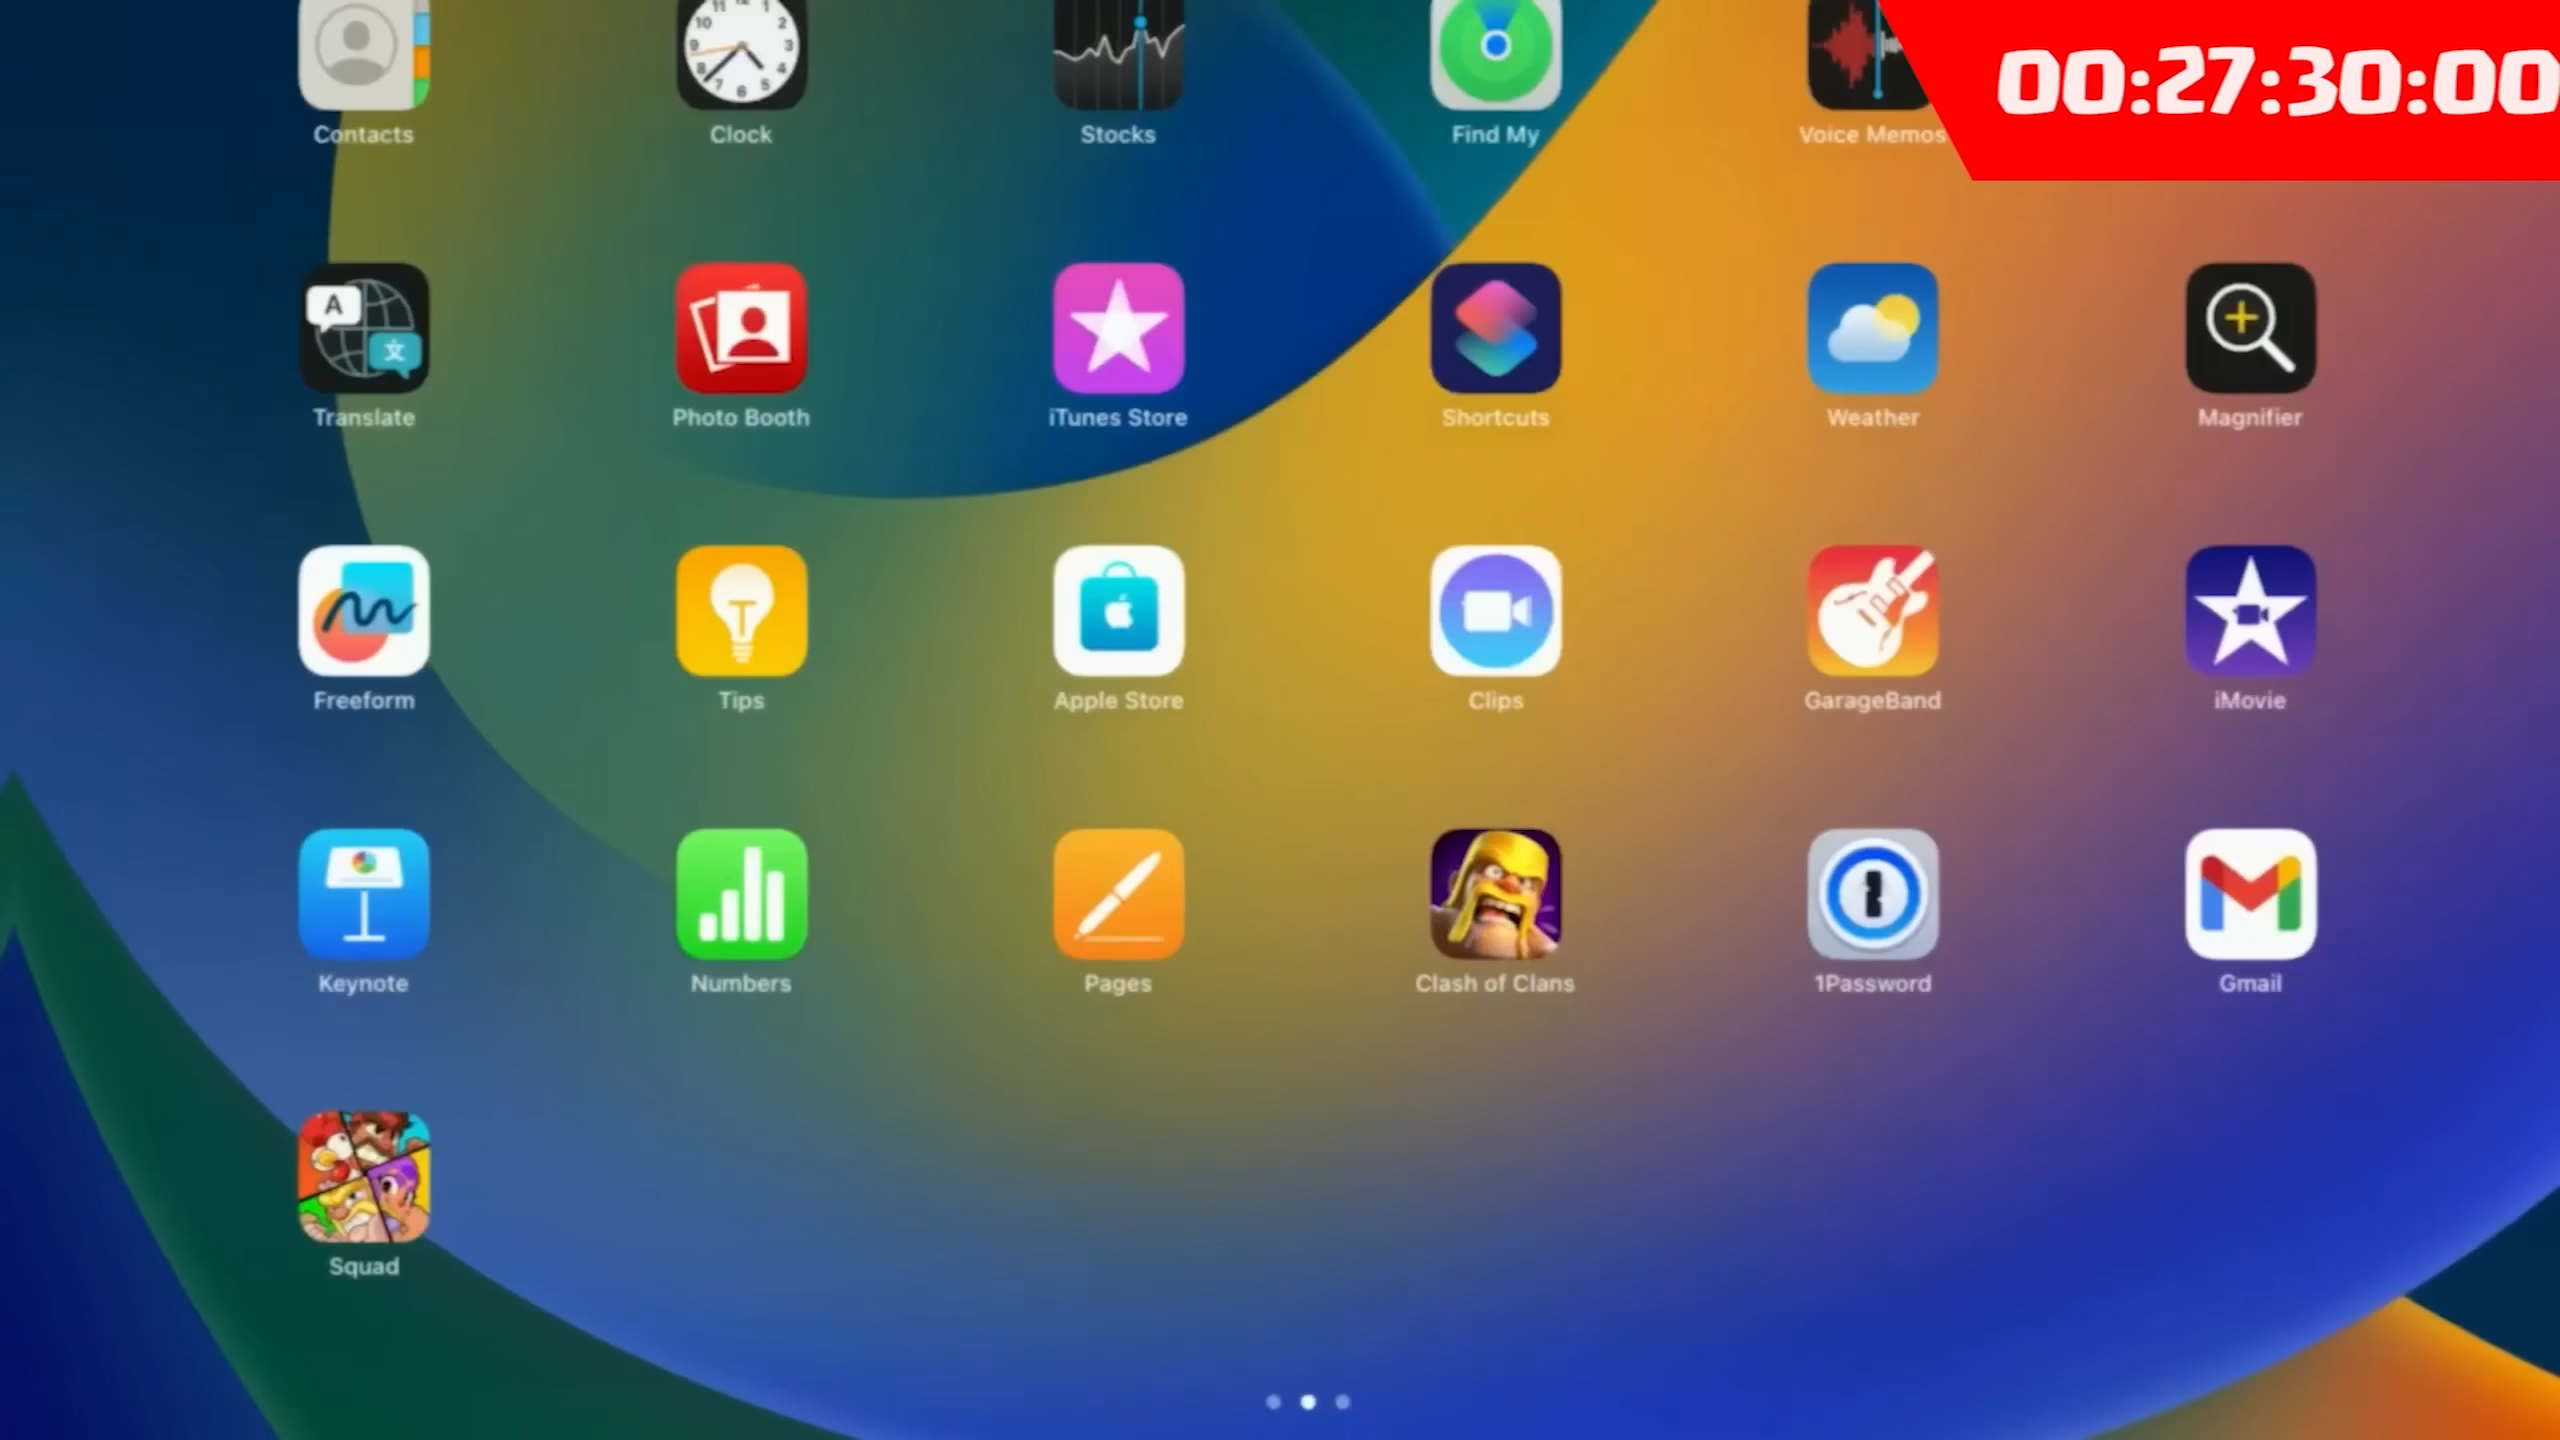 00:27:30:00
Contacts
Clock
Stocks
Find My
Voice Memos
A
文
Translate
Photo Booth
iTunes Store
Shortcuts
Weather
Magnifier
Freeform
Tips
Apple Store
Clips
GarageBand
iMovie
Keynote
Numbers
Pages
Clash of Clans
1Password
Gmail
Squad